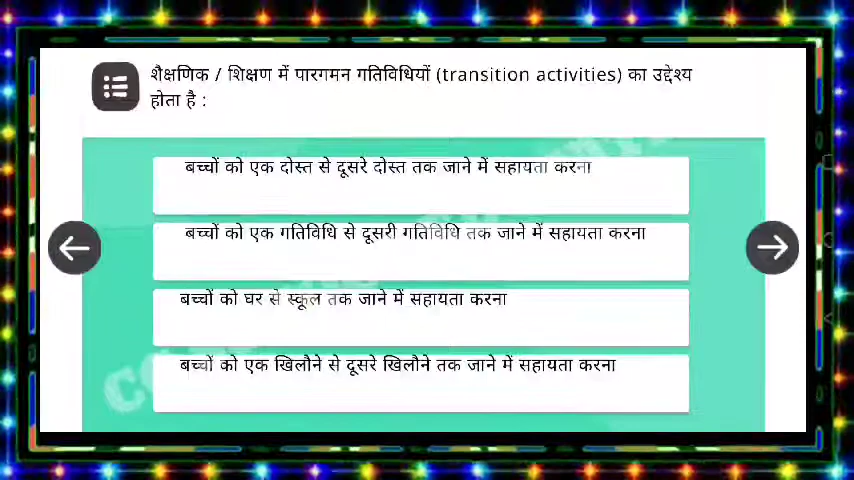 शैक्षणिक / शिक्षण में पारगमन गतिविधियों (transition activities) का उद्देश्य
होता है :
बच्चों को एक दोस्त से दूसरे दोस्त तक जाने में सहायता करना
बच्चों को एक गतिविधि से दूसरी गतिविधि तक जाने में सहायता करना
बच्चों को घर से स्कूल तक जाने में सहायता करना
बच्चों को एक खिलौने से दूसरे खिलौने तक जाने में सहायता करना